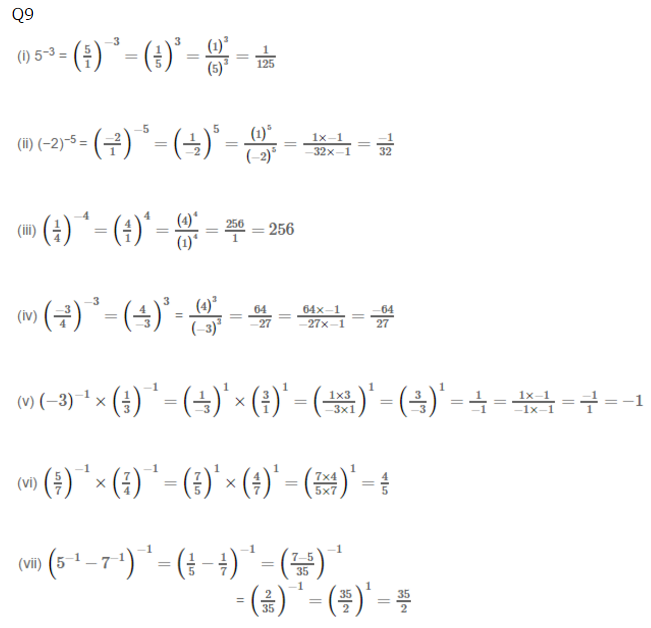 Q9
(i) 5⁻³ = (5/1)⁻³ = (1/5)³ = (1)³/(5)³ = 1/125
(ii) (−2)⁻⁵ = (−2/1)⁻⁵ = (1/−2)⁵ = (1)⁵/(−2)⁵ = 1×−1/−32×−1 = −1/32
(iii) (1/4)⁻⁴ = (4/1)⁴ = (4)⁴/(1)⁴ = 256/1 = 256
(iv) (−3/4)⁻³ = (4/−3)³ = (4)³/(−3)³ = 64/−27 = 64×−1/−27×−1 = −64/27
(v) (−3)⁻¹ × (1/3)⁻¹ = (1/−3)¹ × (3/1)¹ = (1×3/−3×1)¹ = (3/−3)¹ = 1/−1 = 1×−1/−1×−1 = −1/1 = −1
(vi) (5/7)⁻¹ × (7/4)⁻¹ = (7/5)¹ × (4/7)¹ = (7×4/5×7)¹ = 4/5
(vii) (5⁻¹ − 7⁻¹)⁻¹ = (1/5 − 1/7)⁻¹ = (7−5/35)⁻¹
= (2/35)⁻¹ = (35/2)¹ = 35/2